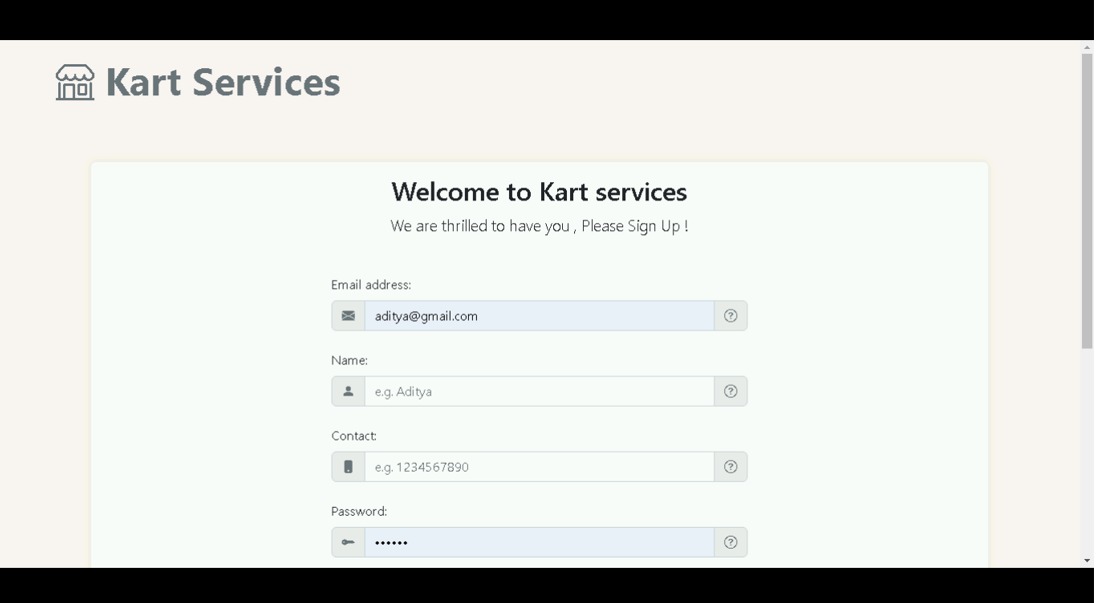 Kart Services
Welcome to Kart services
We are thrilled to have you , Please Sign Up !
Email address:
aditya@gmail.com
Name:
e.g. Aditya
Contact:
e.g. 1234567890
Password:
••••••